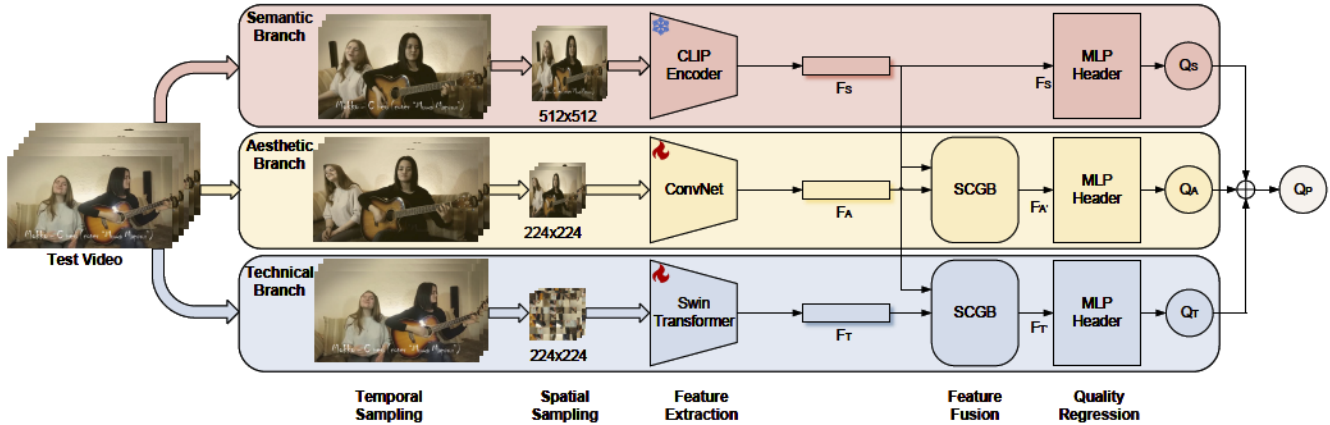 Semantic
Branch
512x512
CLIP
Encoder
FS
FS
MLP
Header
QS
Aesthetic
Branch
224x224
ConvNet
FA
SCGB
FA'
MLP
Header
QA
QP
Test Video
Technical
Branch
224x224
Swin
Transformer
FT
SCGB
FT'
MLP
Header
QT
Temporal
Sampling
Spatial
Sampling
Feature
Extraction
Feature
Fusion
Quality
Regression